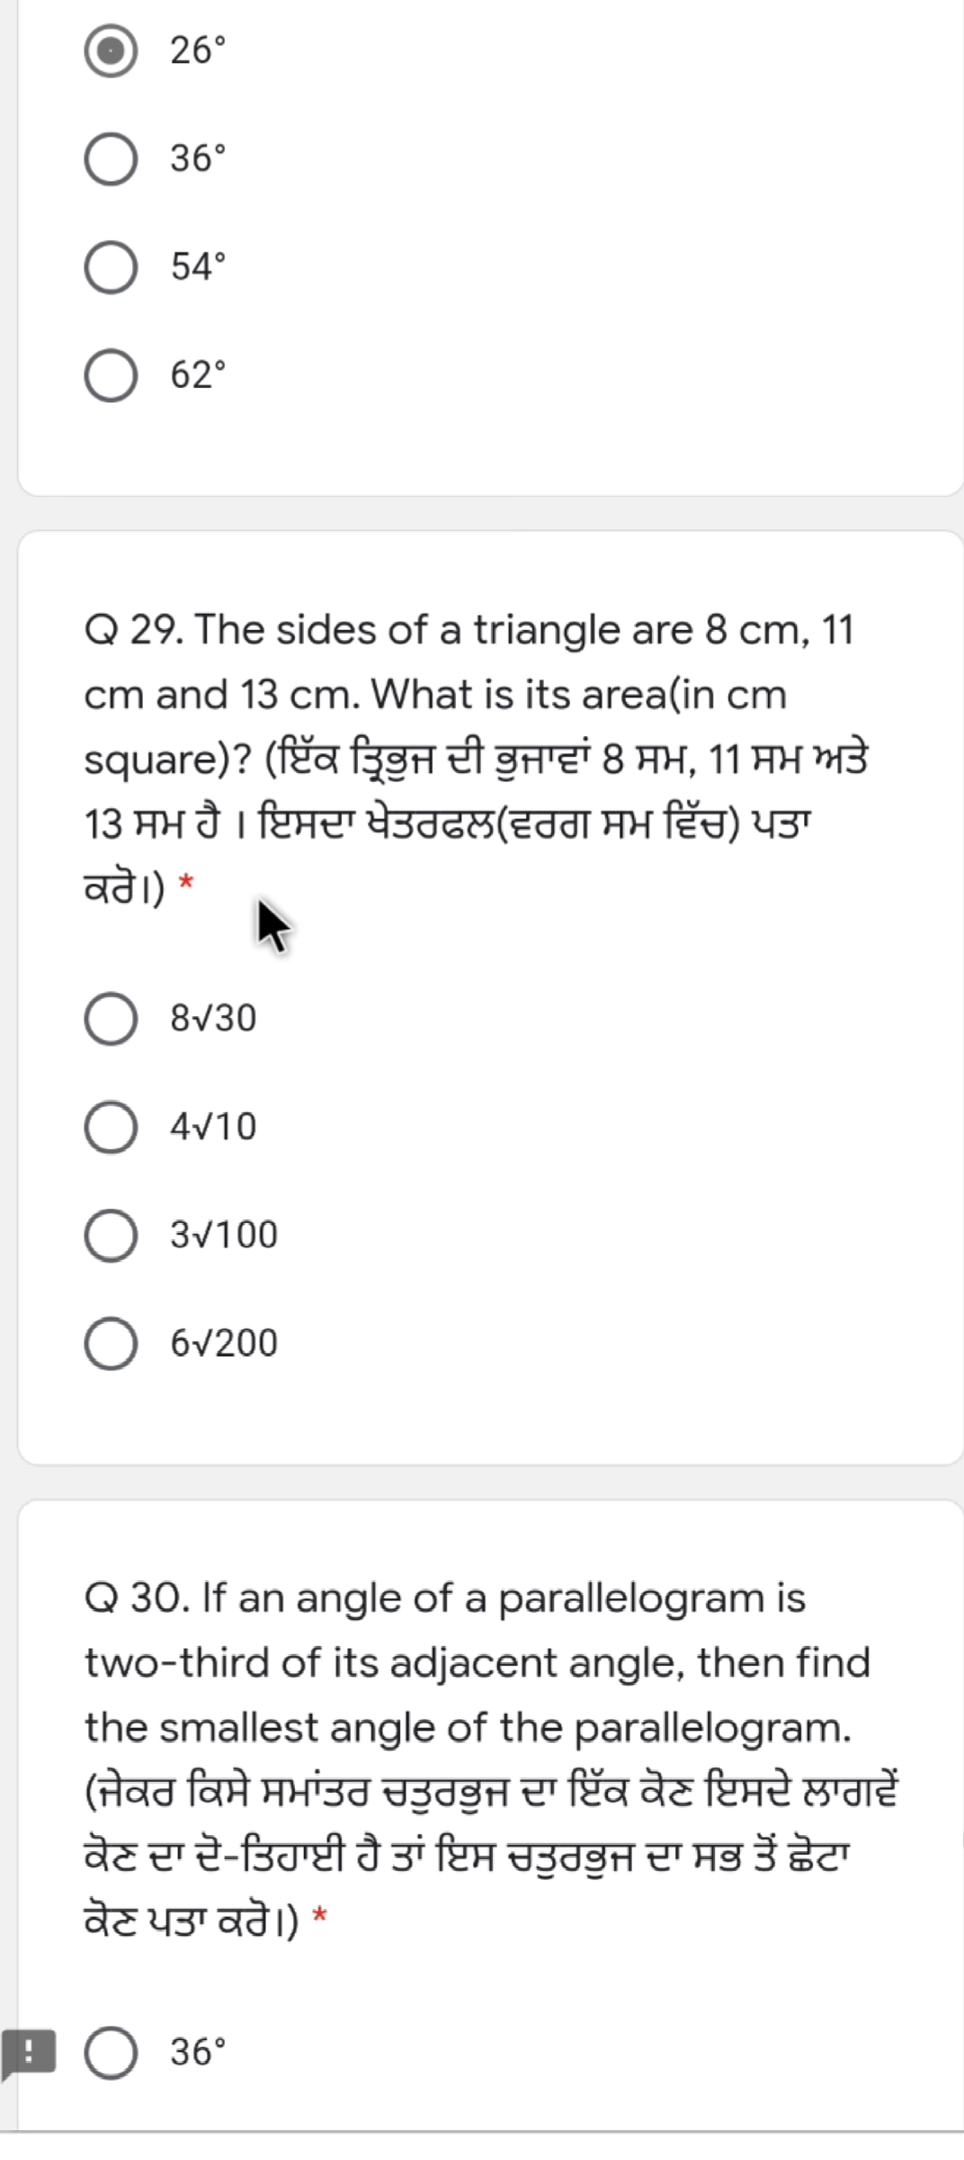 26°
36°
54°
62°
Q 29. The sides of a triangle are 8 cm, 11
cm and 13 cm. What is its area(in cm
square)? (ਇੱਕ ਤ੍ਰਿਭੁਜ ਦੀ ਭੁਜਾਵਾਂ 8 ਸਮ, 11 ਸਮ ਅਤੇ
13 ਸਮ ਹੈ । ਇਸਦਾ ਖੇਤਰਫਲ(ਵਰਗ ਸਮ ਵਿੱਚ) ਪਤਾ
ਕਰੋ।) *
8√30
4√10
3√100
6√200
Q 30. If an angle of a parallelogram is
two-third of its adjacent angle, then find
the smallest angle of the parallelogram.
(ਜੇਕਰ ਕਿਸੇ ਸਮਾਂਤਰ ਚਤੁਰਭੁਜ ਦਾ ਇੱਕ ਕੋਣ ਇਸਦੇ ਲਾਗਵੇਂ
ਕੋਣ ਦਾ ਦੋ-ਤਿਹਾਈ ਹੈ ਤਾਂ ਇਸ ਚਤੁਰਭੁਜ ਦਾ ਸਭ ਤੋਂ ਛੋਟਾ
ਕੋਣ ਪਤਾ ਕਰੋ।) *
36°